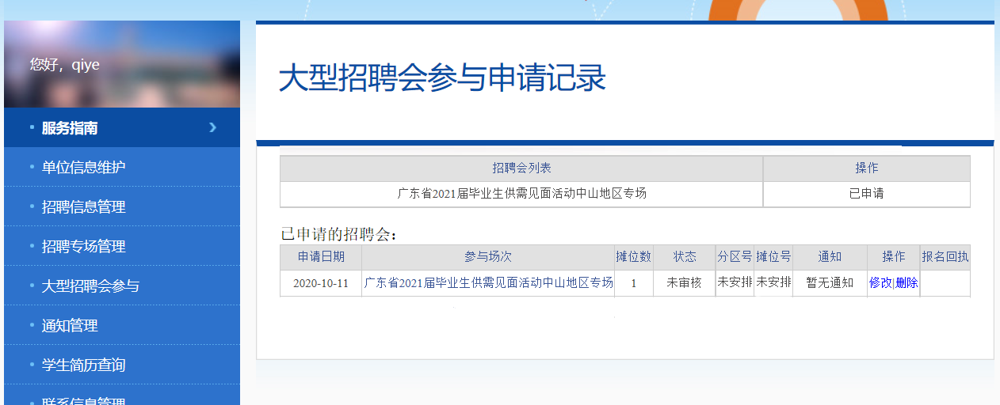 您好，qiye
服务指南
单位信息维护
招聘信息管理
招聘专场管理
大型招聘会参与
通知管理
学生简历查询
联系信息管理
大型招聘会参与申请记录
招聘会列表 操作
广东省2021届毕业生供需见面活动中山地区专场 已申请
已申请的招聘会：
申请日期 参与场次 摊位数 状态 分区号 摊位号 通知 操作 报名回执
2020-10-11 广东省2021届毕业生供需见面活动中山地区专场 1 未审核 未安排 未安排 暂无通知 修改|删除